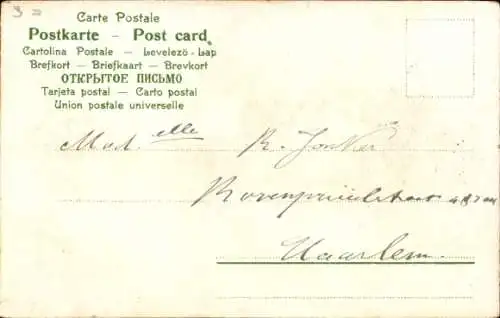 3 =
Carte Postale
Postkarte – Post card.
Cartolina Postale – Levelező-Lap
Brefkort – Briefkaart – Brevkort
ОТКРЫТОЕ ПИСЬМО
Tarjeta postal – Carto postal
Union postale universelle
Mad.elle R. Jonker
Haarlem.